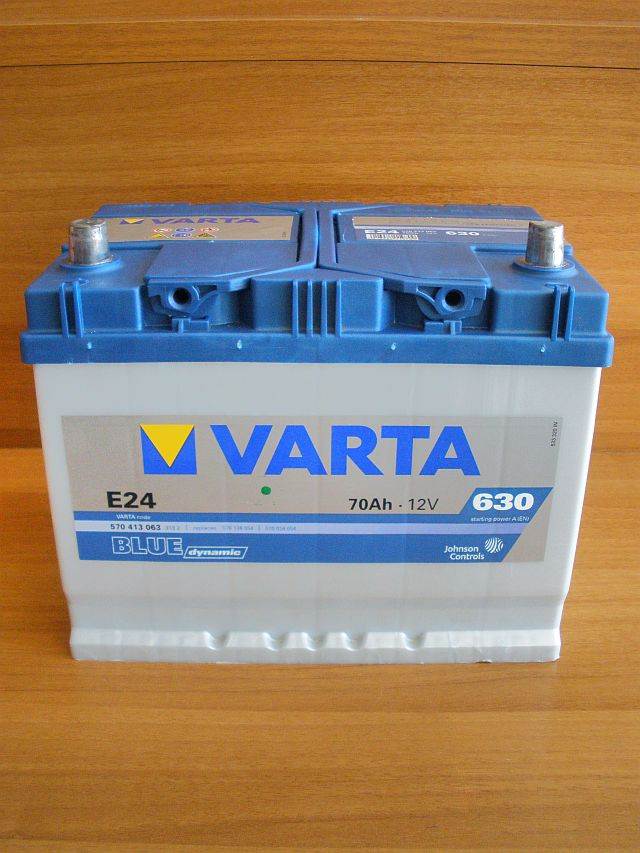 VARTA
E24
630
VARTA
E24
70Ah · 12V
630
starting power A (EN)
VARTA code
570 413 063
replaces
BLUE dynamic
Johnson
Controls